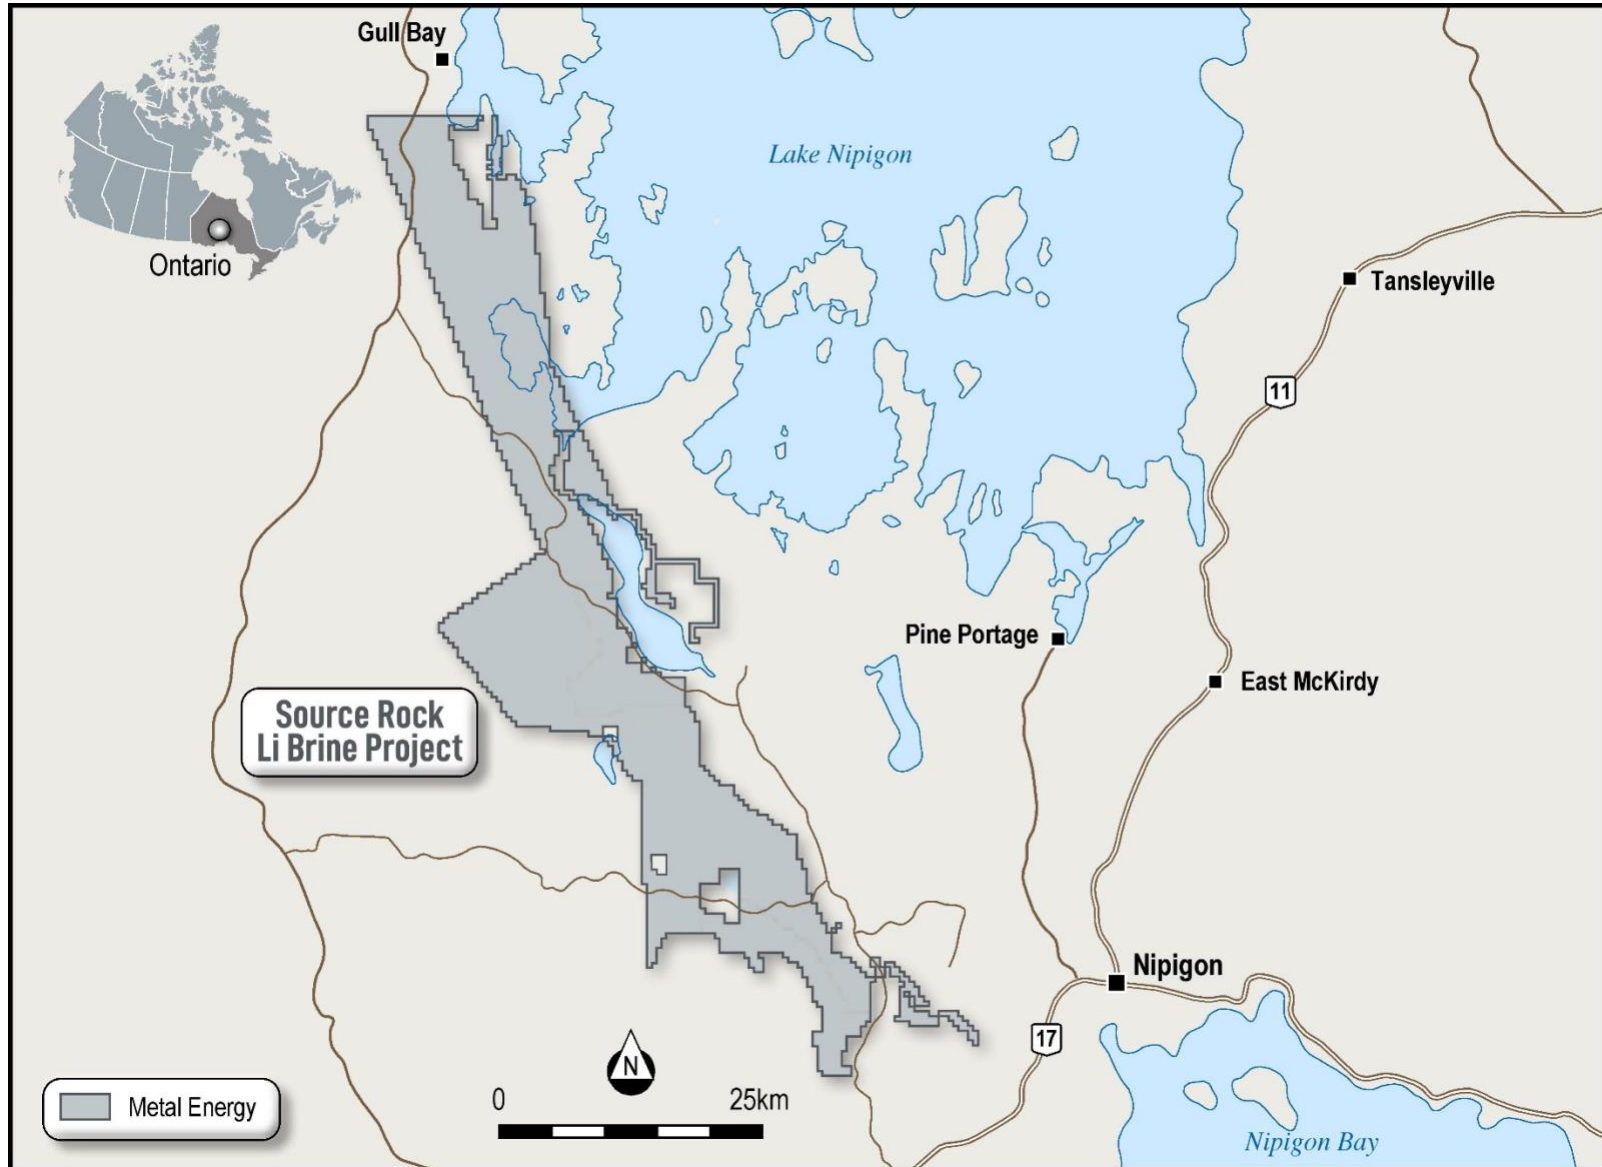 Gull Bay
Lake Nipigon
Ontario
Tansleyville
11
Pine Portage
East McKirdy
Source Rock
Li Brine Project
Nipigon
17
N
0 25km
Metal Energy
Nipigon Bay